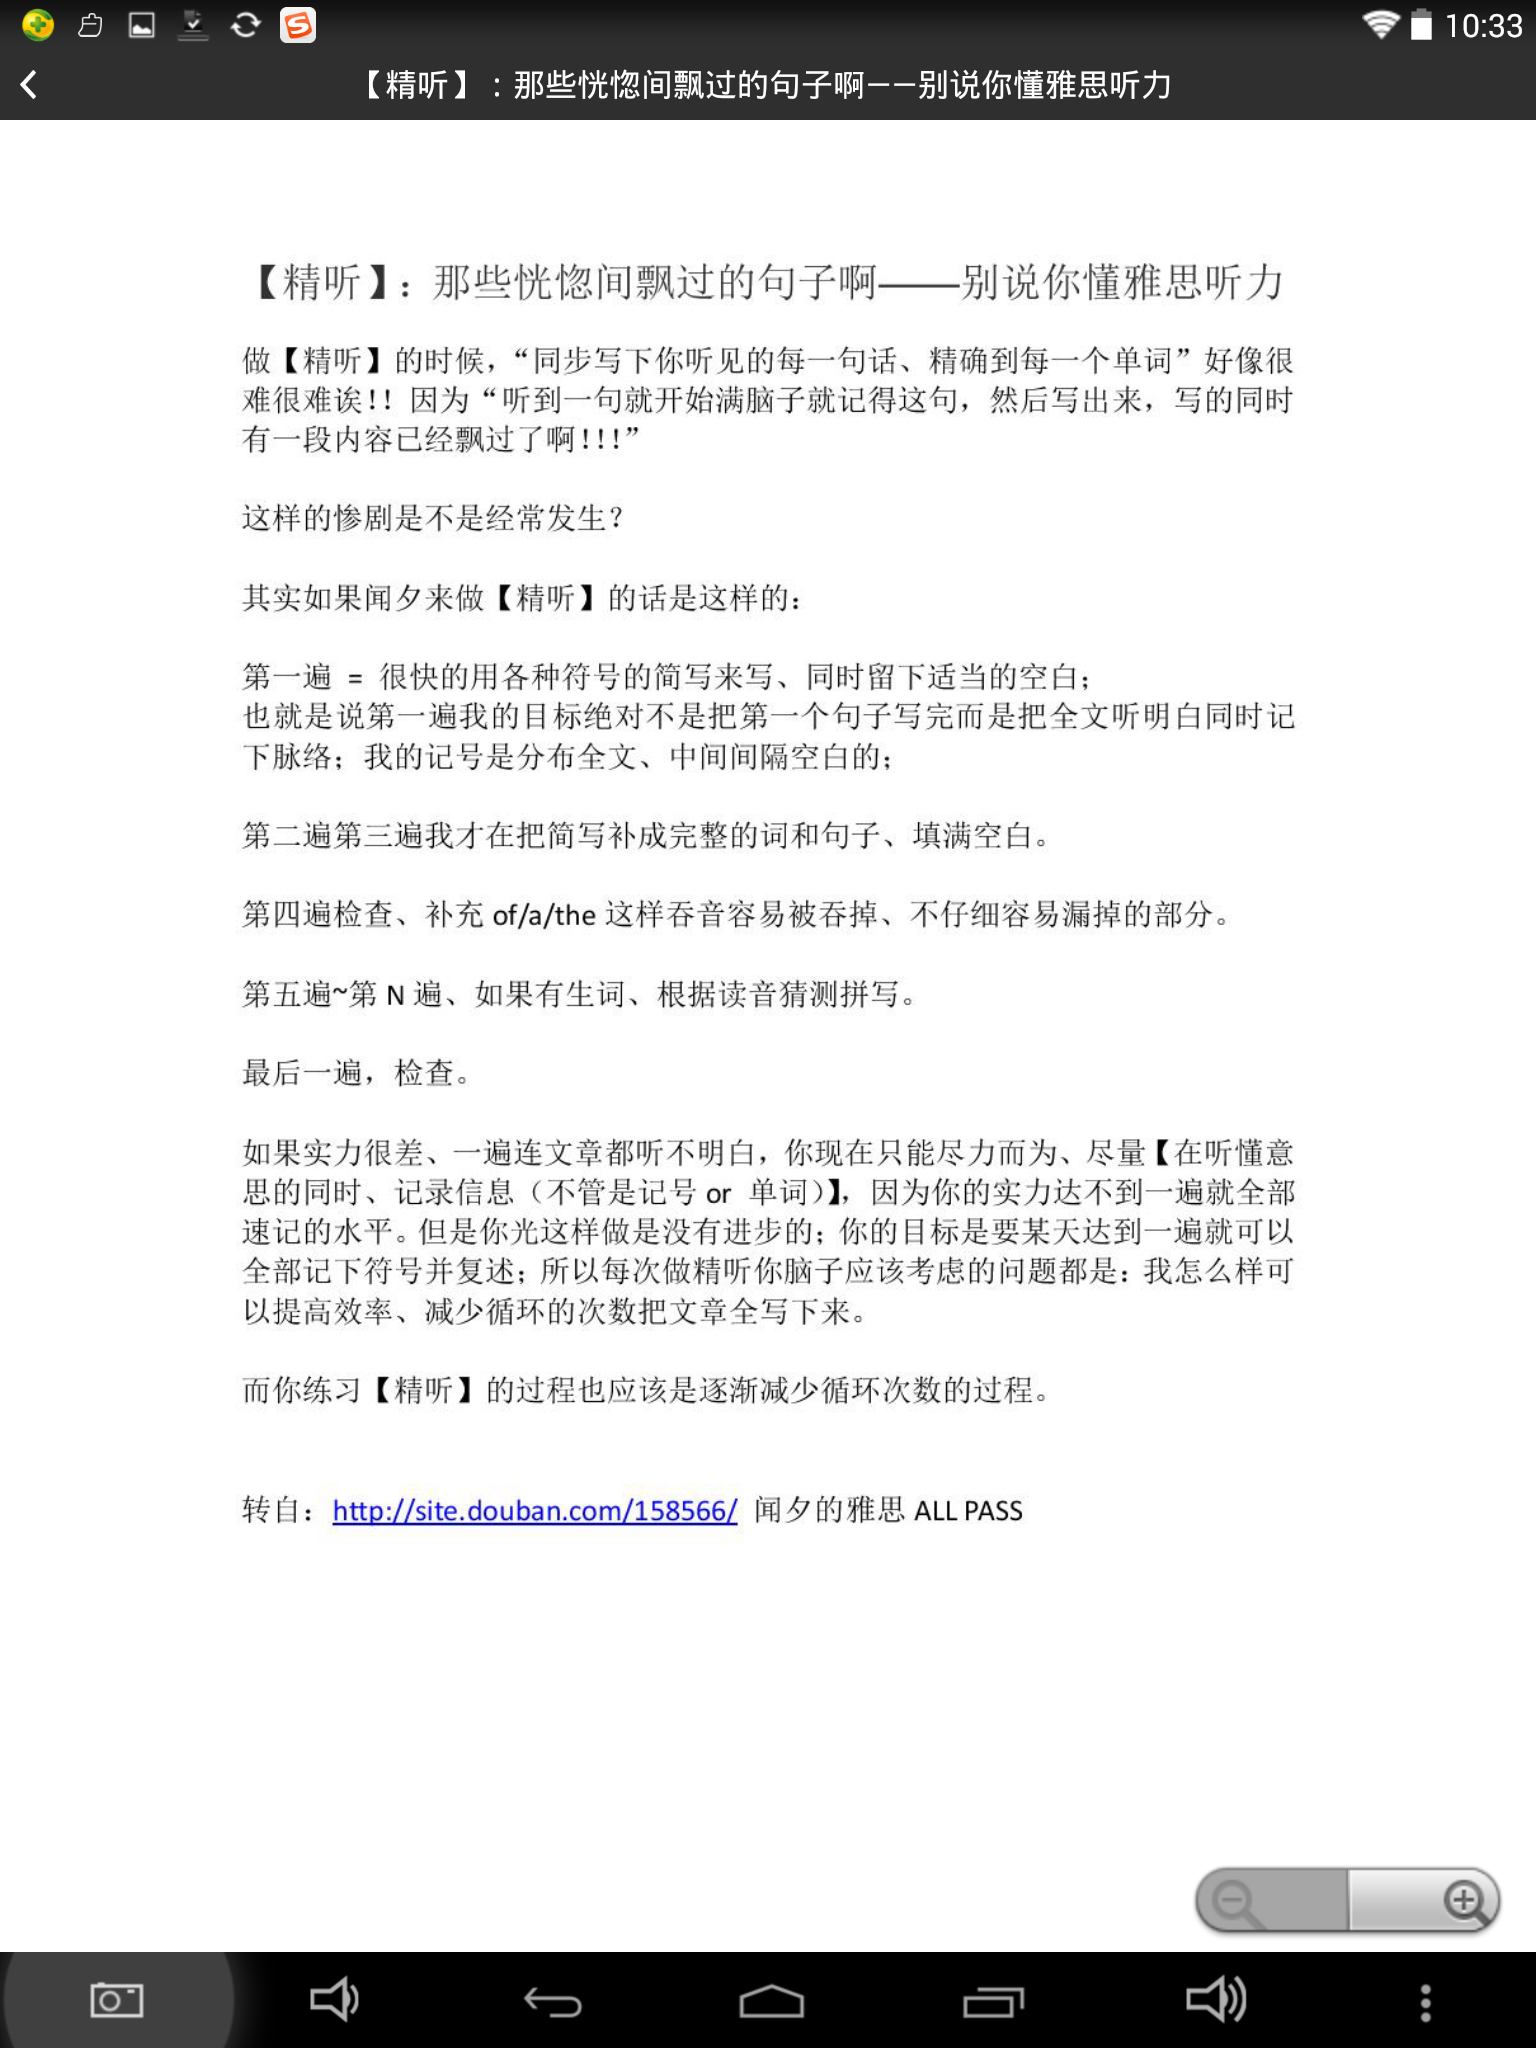 10:33
【精听】：那些恍惚间飘过的句子啊——别说你懂雅思听力
【精听】：那些恍惚间飘过的句子啊——别说你懂雅思听力
做【精听】的时候，“同步写下你听见的每一句话、精确到每一个单词”好像很
难很难诶！！因为“听到一句就开始满脑子就记得这句，然后写出来，写的同时
有一段内容已经飘过了啊！！！”
这样的惨剧是不是经常发生？
其实如果闻夕来做【精听】的话是这样的：
第一遍 = 很快的用各种符号的简写来写、同时留下适当的空白；
也就是说第一遍我的目标绝对不是把第一个句子写完而是把全文听明白同时记
下脉络；我的记号是分布全文、中间间隔空白的；
第二遍第三遍我才在把简写补成完整的词和句子、填满空白。
第四遍检查、补充 of/a/the 这样吞音容易被吞掉、不仔细容易漏掉的部分。
第五遍~第 N 遍、如果有生词、根据读音猜测拼写。
最后一遍，检查。
如果实力很差、一遍连文章都听不明白，你现在只能尽力而为、尽量【在听懂意
思的同时、记录信息（不管是记号 or 单词）】，因为你的实力达不到一遍就全部
速记的水平。但是你光这样做是没有进步的；你的目标是要某天达到一遍就可以
全部记下符号并复述；所以每次做精听你脑子应该考虑的问题都是：我怎么样可
以提高效率、减少循环的次数把文章全写下来。
而你练习【精听】的过程也应该是逐渐减少循环次数的过程。
转自：http://site.douban.com/158566/ 闻夕的雅思 ALL PASS